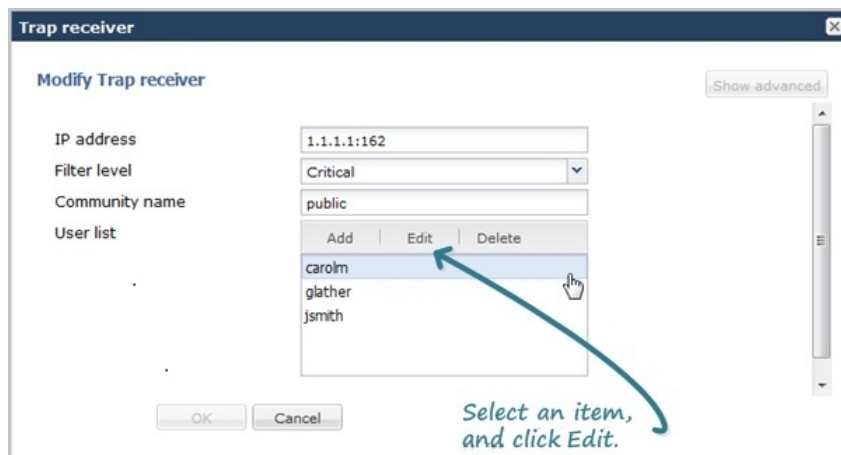 Trap receiver
Modify Trap receiver
Show advanced
IP address 1.1.1.1:162
Filter level Critical
Community name public
User list Add Edit Delete
carolm
glather
jsmith
OK Cancel
Select an item,
and click Edit.